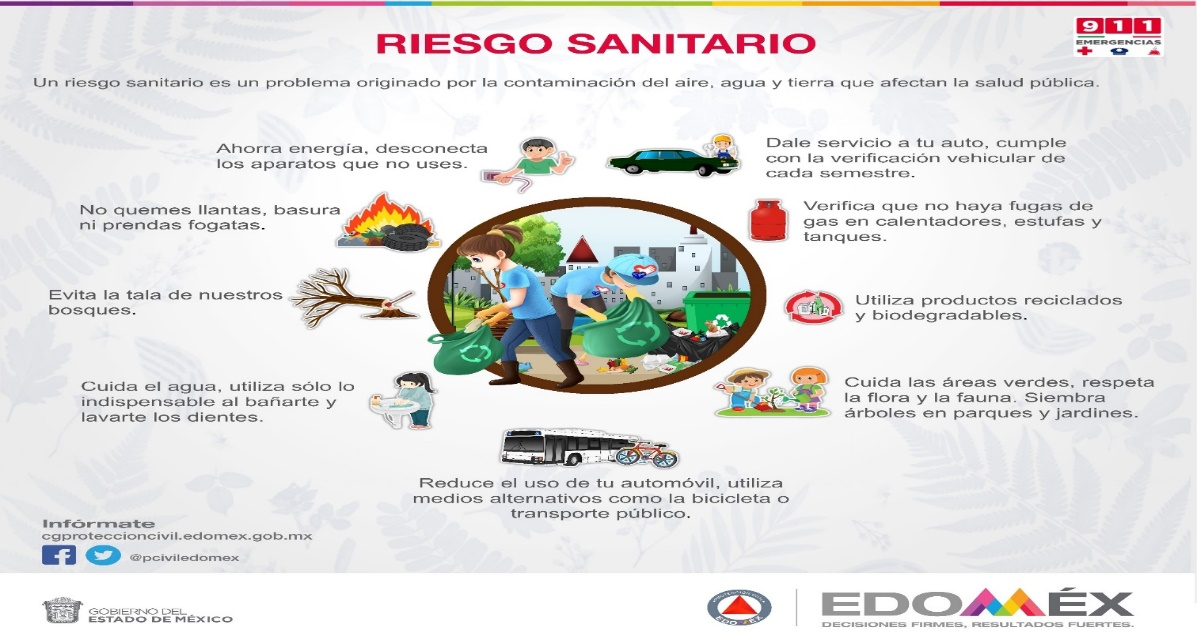 RIESGO SANITARIO
911
EMERGENCIAS
Un riesgo sanitario es un problema originado por la contaminación del aire, agua y tierra que afectan la salud pública.
Ahorra energía, desconecta
los aparatos que no uses.
Dale servicio a tu auto, cumple
con la verificación vehicular de
cada semestre.
No quemes llantas, basura
ni prendas fogatas.
Verifica que no haya fugas de
gas en calentadores, estufas y
tanques.
Evita la tala de nuestros
bosques.
Utiliza productos reciclados
y biodegradables.
Cuida el agua, utiliza sólo lo
indispensable al bañarte y
lavarte los dientes.
Cuida las áreas verdes, respeta
la flora y la fauna. Siembra
árboles en parques y jardines.
Reduce el uso de tu automóvil, utiliza
medios alternativos como la bicicleta o
transporte público.
Infórmate
cgproteccioncivil.edomex.gob.mx
@pciviledomex
GOBIERNO DEL
ESTADO DE MÉXICO
EDOMEX
EDOMÉX
DECISIONES FIRMES, RESULTADOS FUERTES.